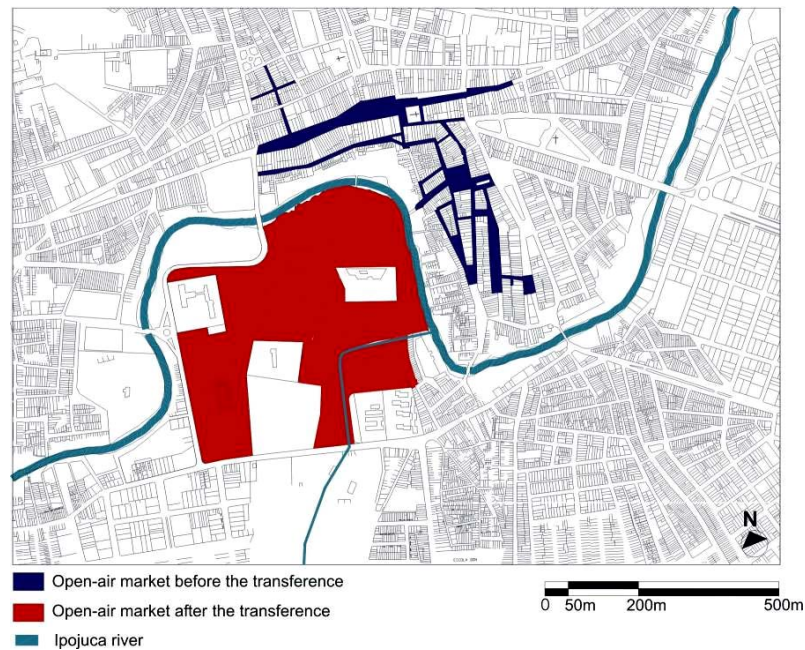 N
Open-air market before the transference
Open-air market after the transference
Ipojuca river
0 50m 200m 500m